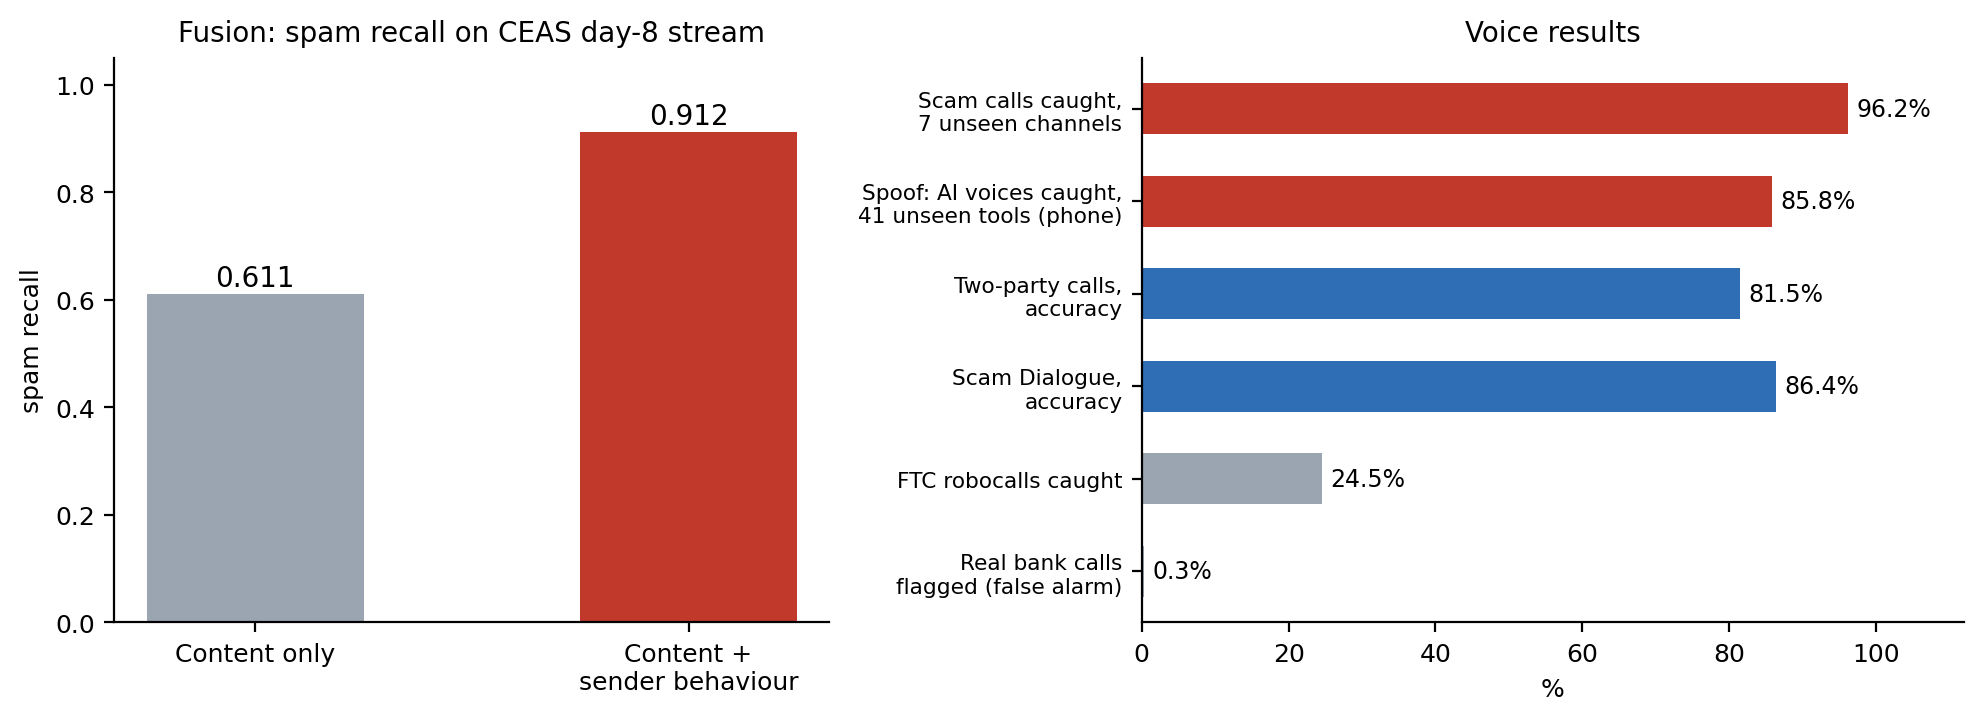 Fusion: spam recall on CEAS day-8 stream
spam recall
1.0
0.8
0.6
0.4
0.2
0.0
0.611
0.912
Content only
Content +
sender behaviour
Voice results
Scam calls caught,
7 unseen channels
96.2%
Spoof: AI voices caught,
41 unseen tools (phone)
85.8%
Two-party calls,
accuracy
81.5%
Scam Dialogue,
accuracy
86.4%
FTC robocalls caught
24.5%
Real bank calls
flagged (false alarm)
0.3%
0 20 40 60 80 100
%